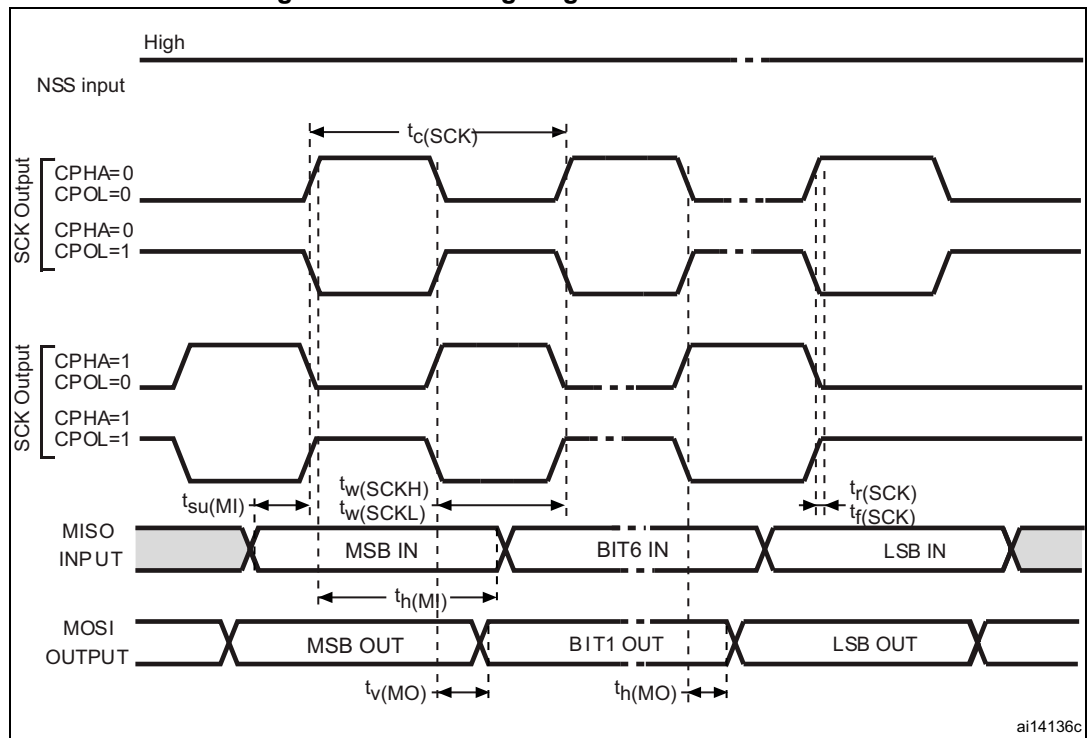 High
NSS input
tc(SCK)
SCK Output
CPHA=0
CPOL=0
CPHA=0
CPOL=1
SCK Output
CPHA=1
CPOL=0
CPHA=1
CPOL=1
tsu(MI)
tw(SCKH)
tw(SCKL)
tr(SCK)
tf(SCK)
MISO
INPUT
MSB IN
BIT6 IN
LSB IN
th(MI)
MOSI
OUTPUT
MSB OUT
BIT1 OUT
LSB OUT
tv(MO)
th(MO)
ai14136c